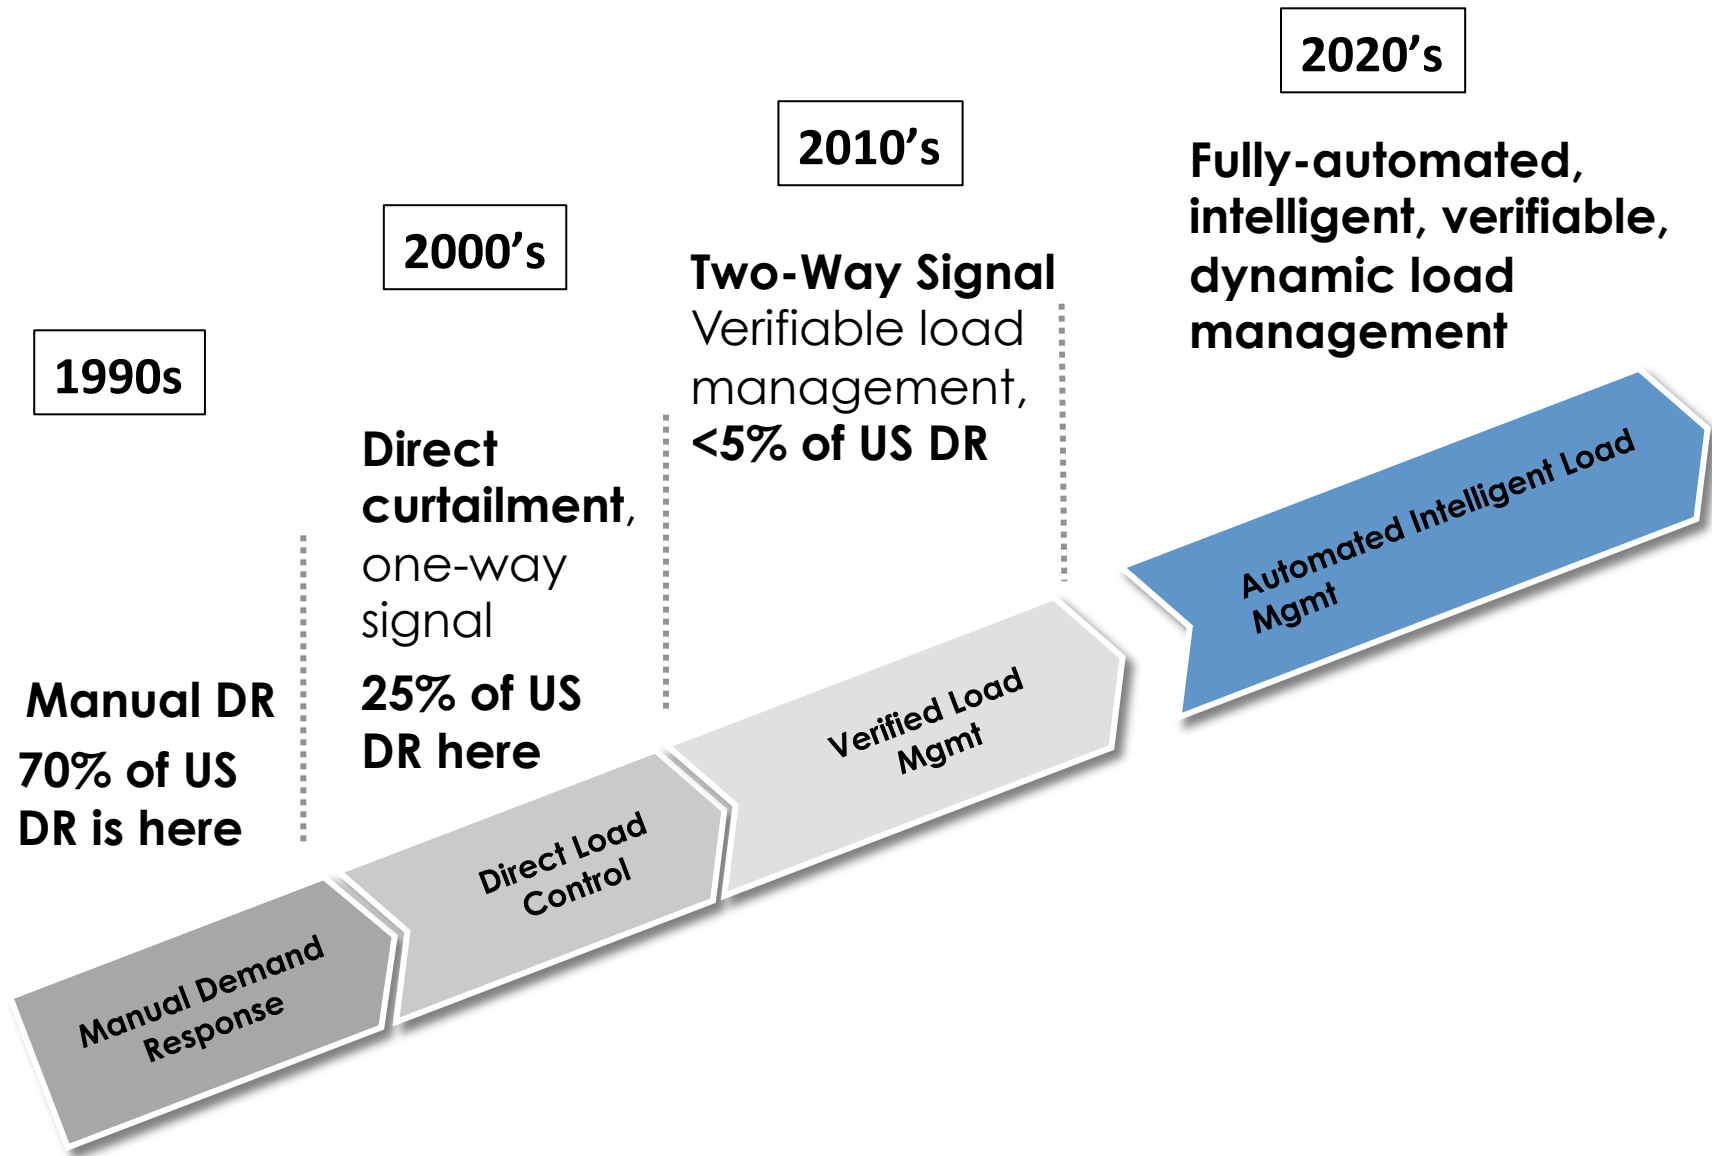 1990s
Manual DR
70% of US
DR is here
Manual Demand
Response
2000’s
Direct
curtailment,
one-way
signal
25% of US
DR here
Direct Load
Control
2010’s
Two-Way Signal
Verifiable load
management,
<5% of US DR
Verified Load
Mgmt
2020’s
Fully-automated,
intelligent, verifiable,
dynamic load
management
Automated Intelligent Load
Mgmt